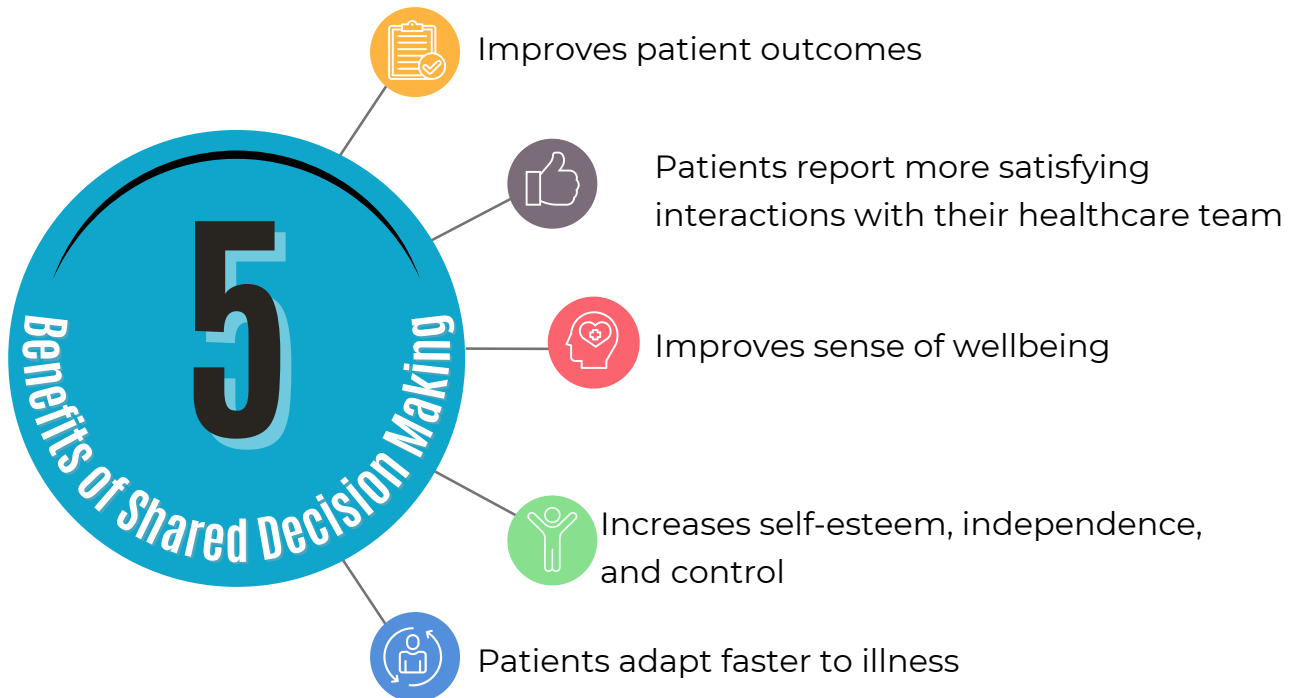 5
Benefits of Shared Decision Making
Improves patient outcomes
Patients report more satisfying
interactions with their healthcare team
Improves sense of wellbeing
Increases self-esteem, independence,
and control
Patients adapt faster to illness